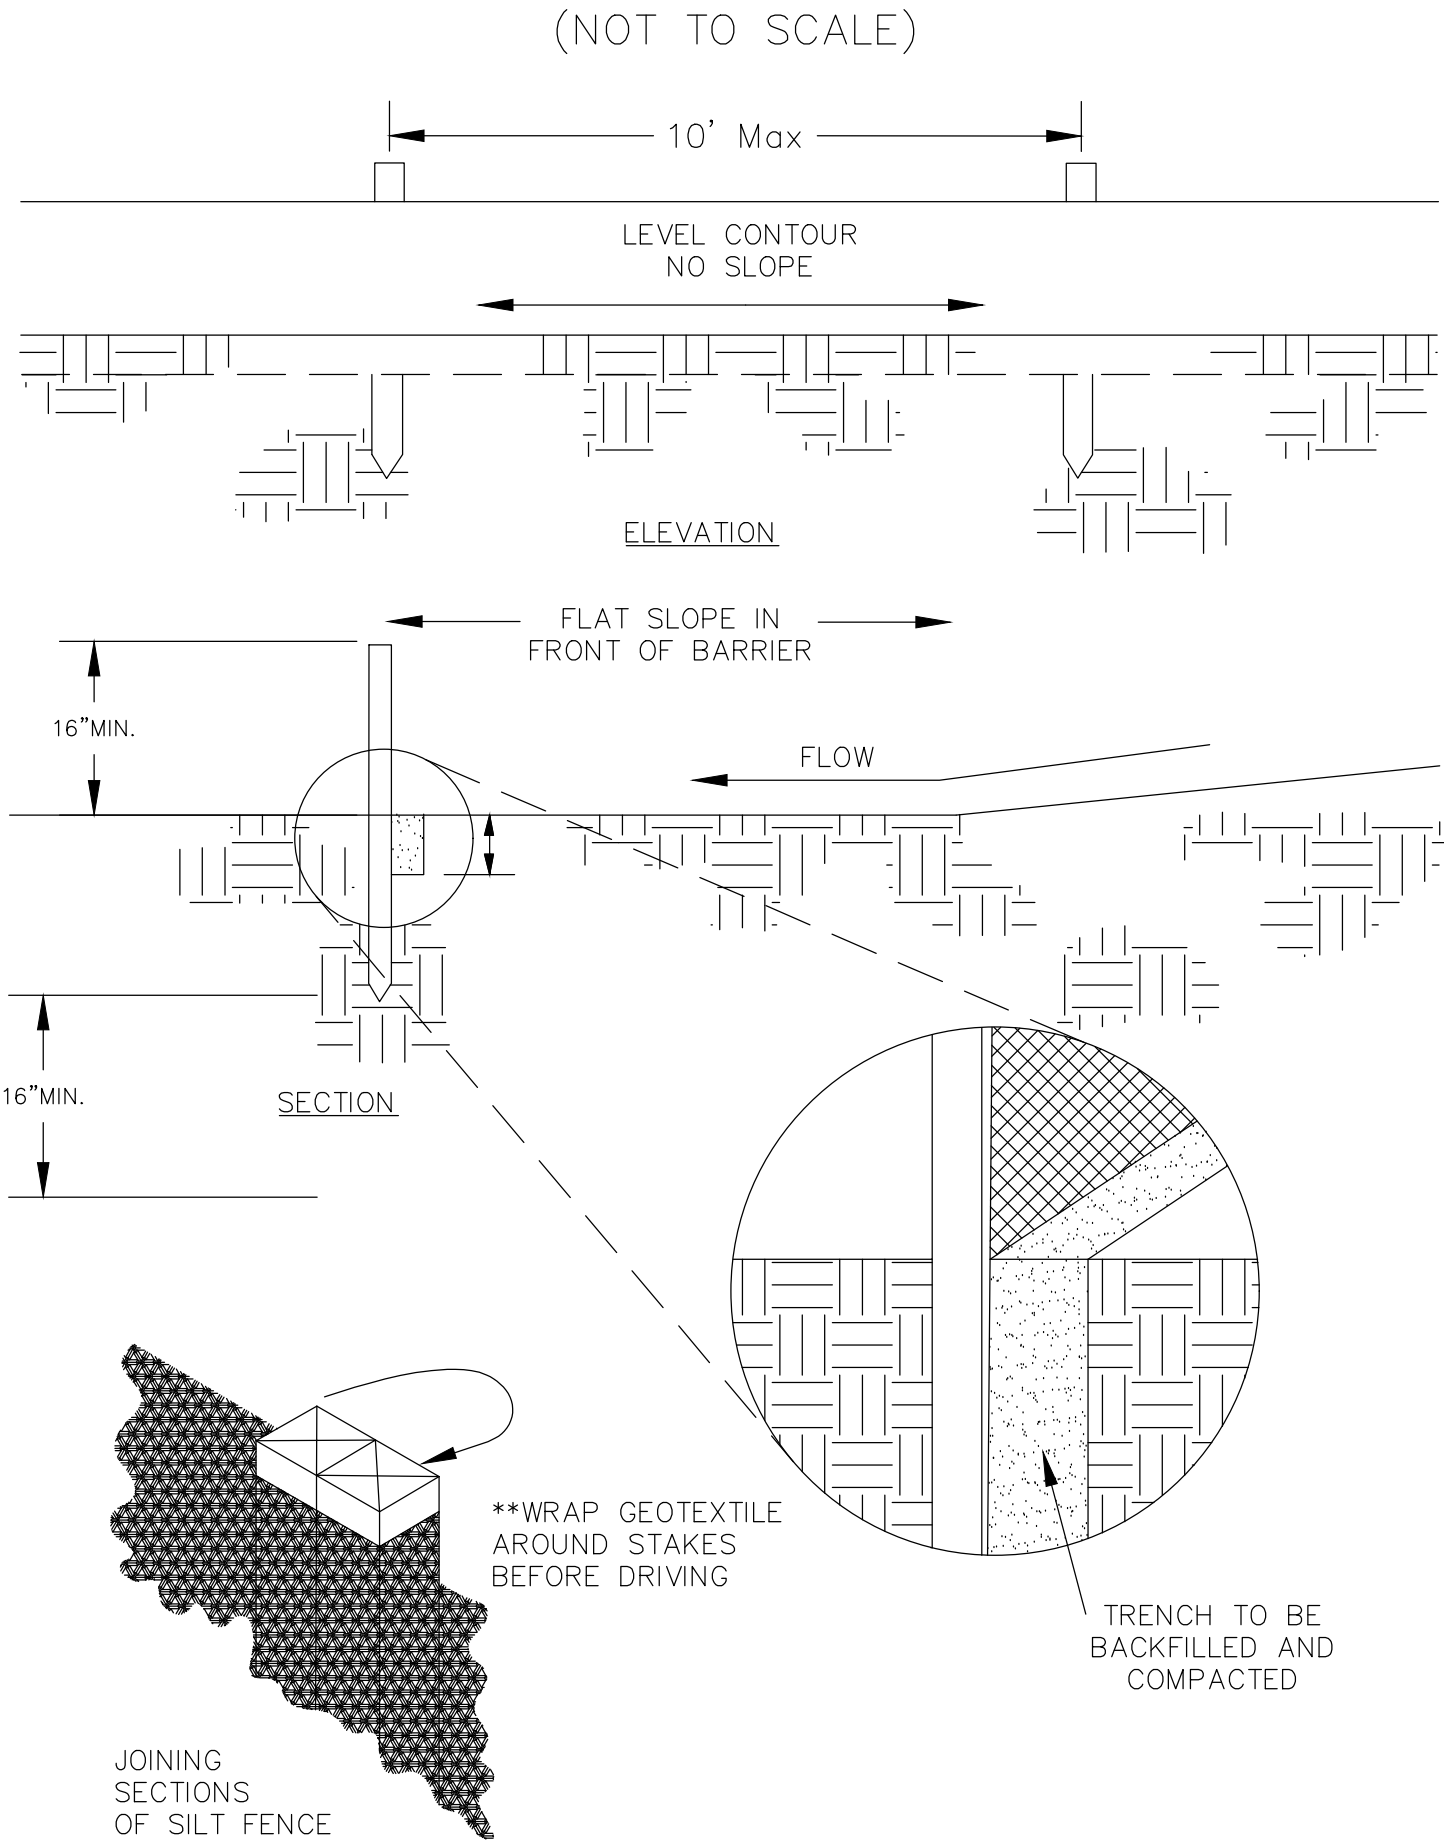 (NOT TO SCALE)
10' Max
LEVEL CONTOUR
NO SLOPE
ELEVATION
FLAT SLOPE IN
FRONT OF BARRIER
16"MIN.
FLOW
16"MIN.
SECTION
**WRAP GEOTEXTILE
AROUND STAKES
BEFORE DRIVING
TRENCH TO BE
BACKFILLED AND
COMPACTED
JOINING
SECTIONS
OF SILT FENCE